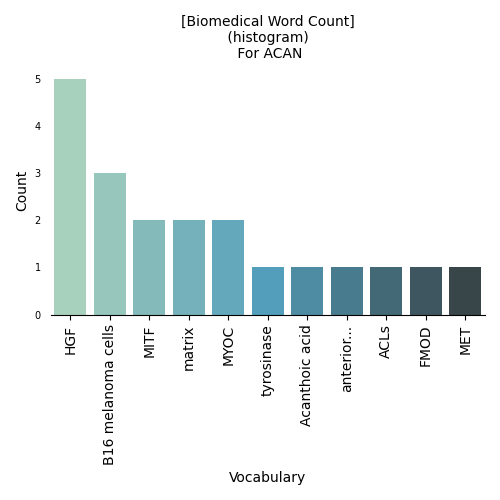 [Biomedical Word Count]
(histogram)
For ACAN
Count
5
4
3
2
1
0
HGF
B16 melanoma cells
MITF
matrix
MYOC
tyrosinase
Acanthoic acid
anterior...
ACLs
FMOD
MET
Vocabulary